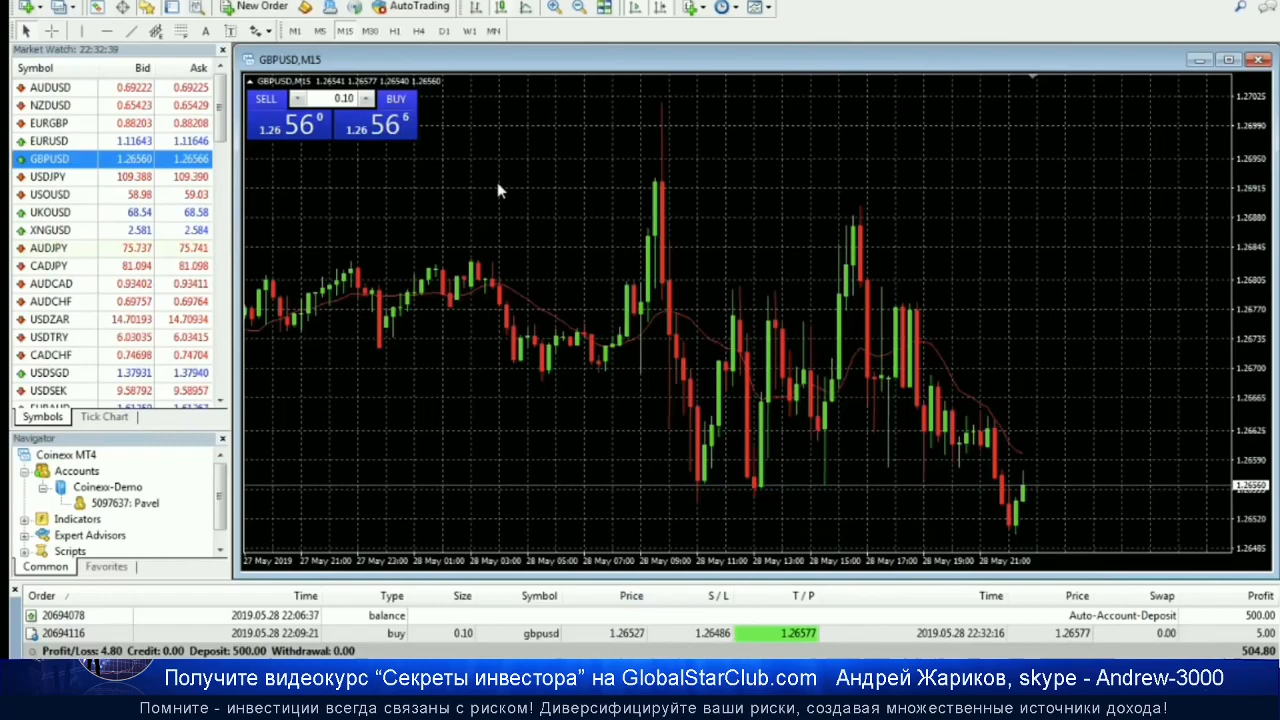 New Order
AutoTrading
M1 M5 M15 M30 H1 H4 D1 W1 MN
Market Watch: 22:32:39
Symbol Bid Ask
AUDUSD 0.69222 0.69225
NZDUSD 0.65423 0.65429
EURGBP 0.88203 0.88208
EURUSD 1.11643 1.11646
GBPUSD 1.26560 1.26566
USDJPY 109.388 109.390
USOUSD 58.98 59.03
UKOUSD 68.54 68.58
XNGUSD 2.581 2.584
AUDJPY 75.737 75.741
CADJPY 81.094 81.098
AUDCAD 0.93402 0.93411
AUDCHF 0.69757 0.69764
USDZAR 14.70193 14.70934
USDTRY 6.03035 6.03415
CADCHF 0.74698 0.74704
USDSGD 1.37931 1.37940
USDSEK 9.58792 9.58957
Symbols Tick Chart
Navigator
Coinexx MT4
Accounts
Coinexx-Demo
5097637: Pavel
Indicators
Expert Advisors
Scripts
Common Favorites
GBPUSD,M15
GBPUSD,M15 1.26541 1.26577 1.26540 1.26560
SELL 0.10 BUY
1.26 56 0 1.26 56 6
1.27025
1.26990
1.26950
1.26915
1.26880
1.26845
1.26805
1.26770
1.26735
1.26700
1.26665
1.26625
1.26590
1.26560
1.26520
1.26485
27 May 2019 27 May 21:00 27 May 23:00 28 May 01:00 28 May 03:00 28 May 05:00 28 May 07:00 28 May 09:00 28 May 11:00 28 May 13:00 28 May 15:00 28 May 17:00 28 May 19:00 28 May 21:00
Order / Time Type Size Symbol Price S / L T / P Time Price Swap Profit
20694078 2019.05.28 22:06:37 balance Auto-Account-Deposit 500.00
20694116 2019.05.28 22:09:21 buy 0.10 gbpusd 1.26527 1.26486 1.26577 2019.05.28 22:32:16 1.26577 0.00 5.00
Profit/Loss: 4.80 Credit: 0.00 Deposit: 500.00 Withdrawal: 0.00 504.80
Получите видеокурс “Секреты инвестора” на GlobalStarClub.com Андрей Жариков, skype - Andrew-3000
Помните - инвестиции всегда связаны с риском! Диверсифицируйте ваши риски, создавая множественные источники дохода!